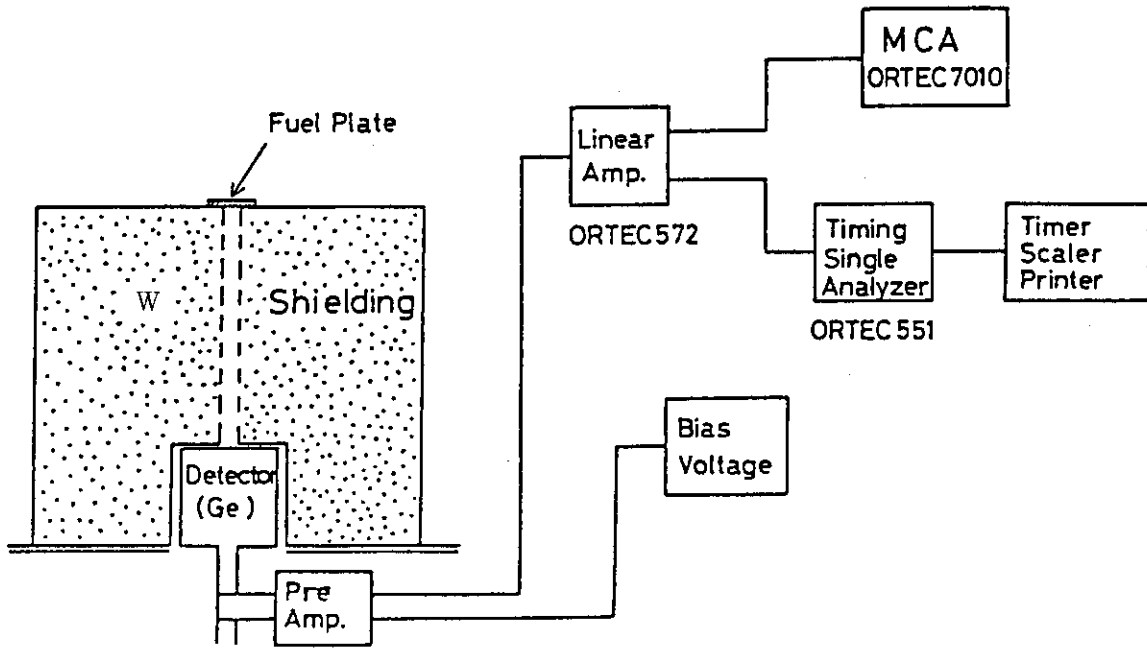 Fuel Plate
W Shielding
Detector
(Ge)
Pre
Amp.
Linear
Amp.
ORTEC 572
MCA
ORTEC 7010
Timing
Single
Analyzer
ORTEC 551
Timer
Scaler
Printer
Bias
Voltage